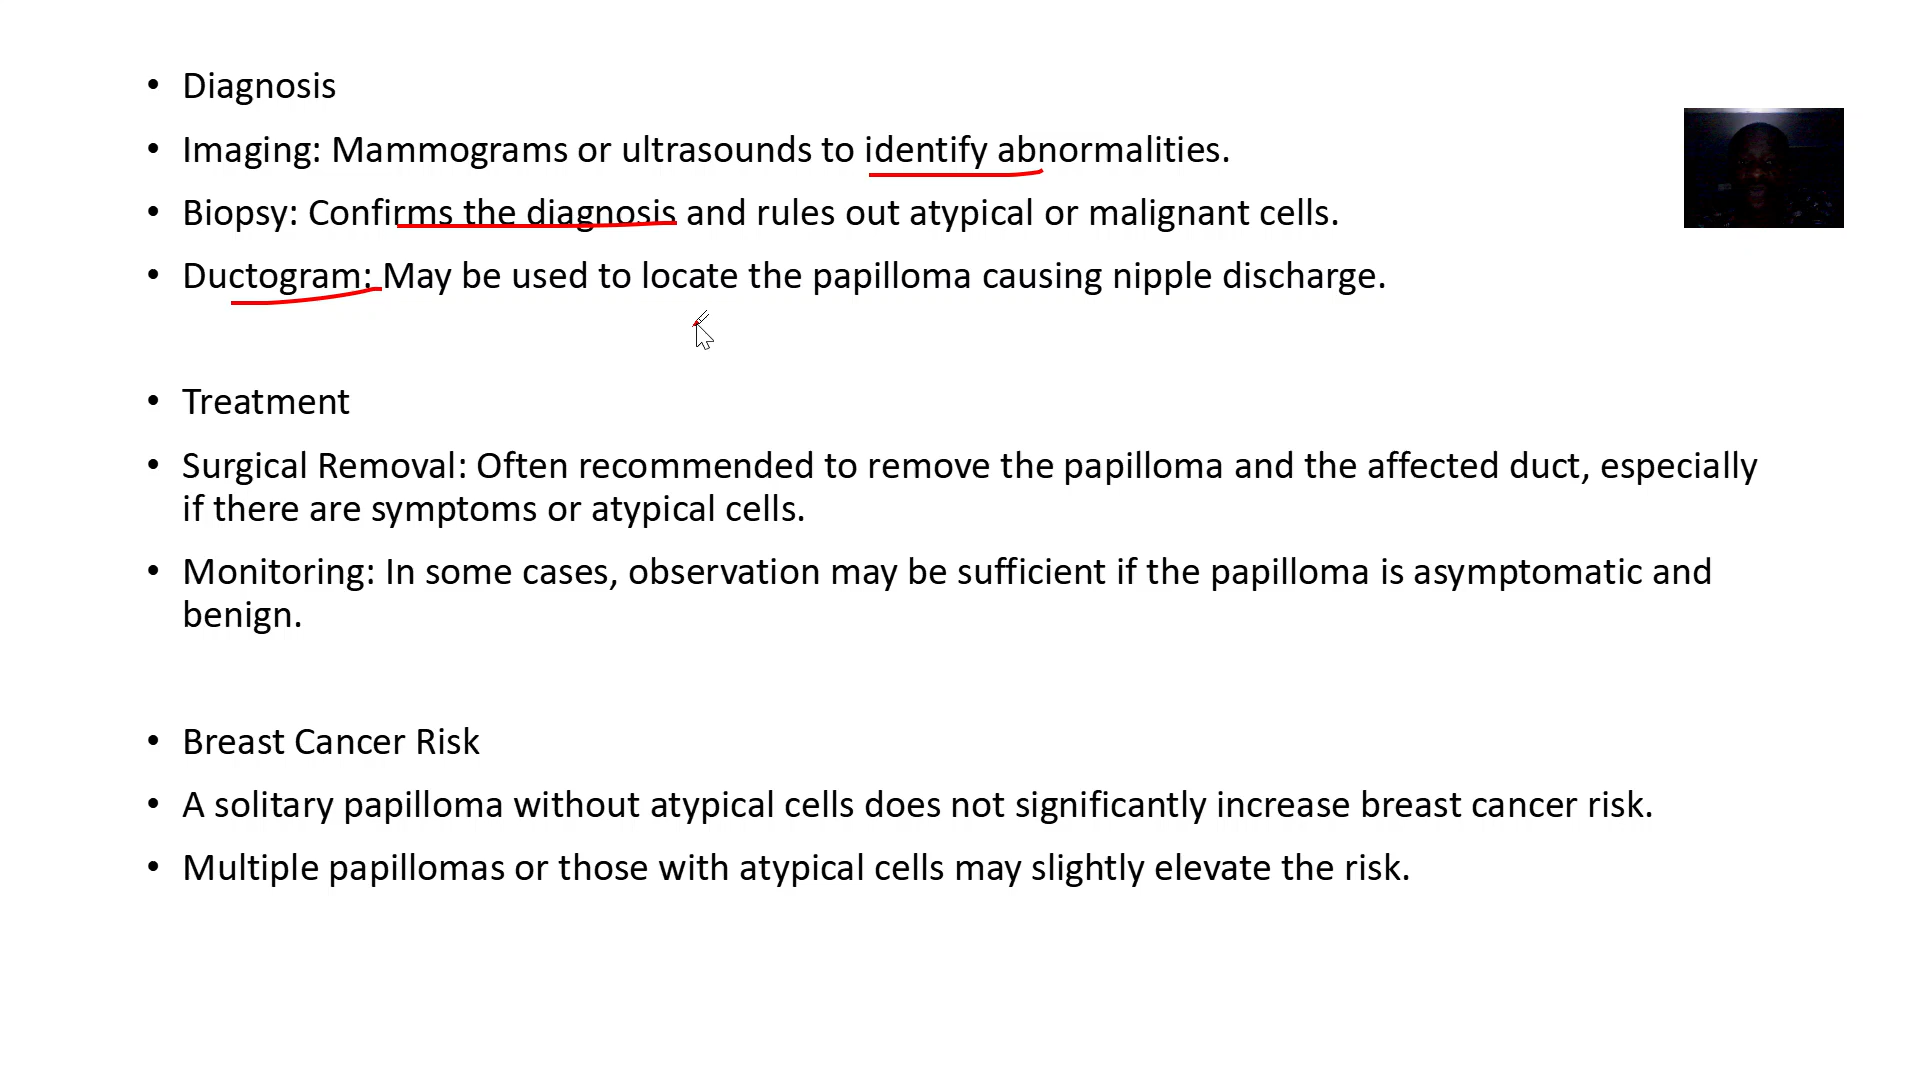 • Diagnosis
• Imaging: Mammograms or ultrasounds to identify abnormalities.
• Biopsy: Confirms the diagnosis and rules out atypical or malignant cells.
• Ductogram: May be used to locate the papilloma causing nipple discharge.
• Treatment
• Surgical Removal: Often recommended to remove the papilloma and the affected duct, especially
if there are symptoms or atypical cells.
• Monitoring: In some cases, observation may be sufficient if the papilloma is asymptomatic and
benign.
• Breast Cancer Risk
• A solitary papilloma without atypical cells does not significantly increase breast cancer risk.
• Multiple papillomas or those with atypical cells may slightly elevate the risk.